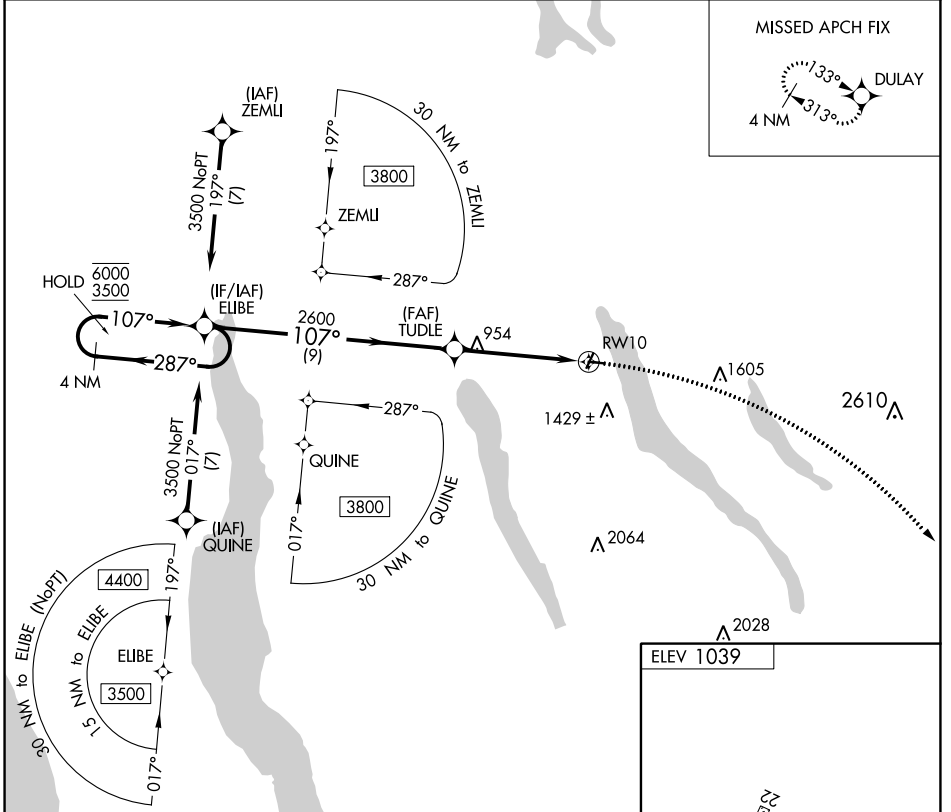 MISSED APCH FIX
133°
DULAY
313°
4 NM
(IAF)
ZEMLI
3500 NoPT
197°
(7)
30 NM to ZEMLI
197°
3800
ZEMLI
287°
HOLD
6000
3500
(IF/IAF)
ELIBE
107°
287°
4 NM
2600
107°
(9)
(FAF)
TUDLE
954
RW10
1605
2610
1429 ±
3500 NoPT
017°
(7)
(IAF)
QUINE
287°
QUINE
017°
3800
30 NM to QUINE
2064
30 NM to ELIBE (NoPT)
4400
197°
15 NM to ELIBE
ELIBE
3500
017°
2028
ELEV 1039
22